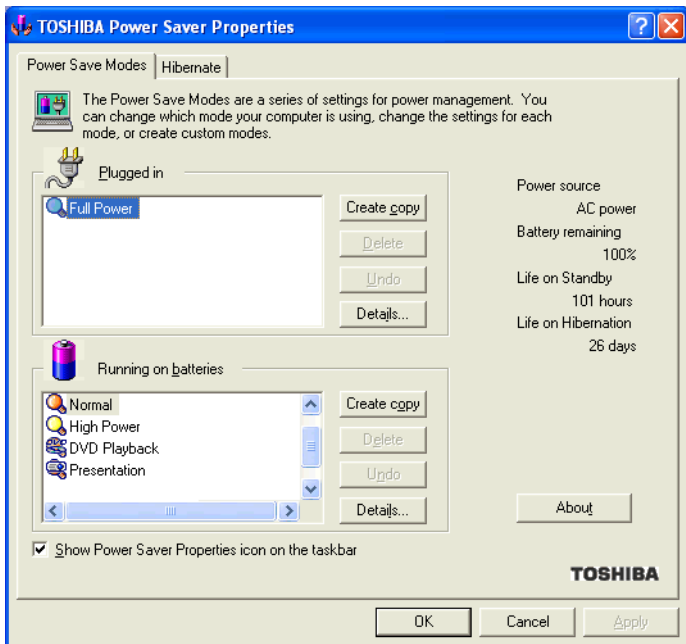 TOSHIBA Power Saver Properties
Power Save Modes
Hibernate
The Power Save Modes are a series of settings for power management. You
can change which mode your computer is using, change the settings for each
mode, or create custom modes.
Plugged in
Full Power
Create copy
Delete
Undo
Details...
Power source
AC power
Battery remaining
100%
Life on Standby
101 hours
Life on Hibernation
26 days
Running on batteries
Normal
High Power
DVD Playback
Presentation
Create copy
Delete
Undo
Details...
About
Show Power Saver Properties icon on the taskbar
TOSHIBA
OK
Cancel
Apply